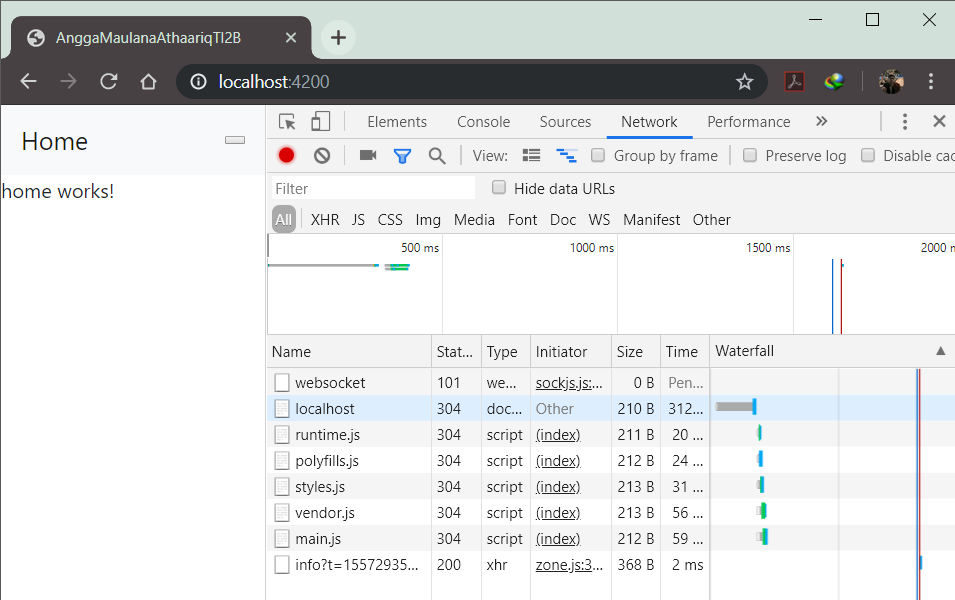 AnggaMaulanaAthaariqTI2B
localhost:4200
Home
home works!
Elements Console Sources Network Performance »
View: Group by frame Preserve log Disable cac
Filter Hide data URLs
All XHR JS CSS Img Media Font Doc WS Manifest Other
500 ms 1000 ms 1500 ms 2000 m
Name Stat... Type Initiator Size Time Waterfall
websocket 101 we... sockjs.js:... 0 B Pen...
localhost 304 doc... Other 210 B 312...
runtime.js 304 script (index) 211 B 20 ...
polyfills.js 304 script (index) 212 B 24 ...
styles.js 304 script (index) 213 B 31 ...
vendor.js 304 script (index) 213 B 56 ...
main.js 304 script (index) 212 B 59 ...
info?t=15572935... 200 xhr zone.js:3... 368 B 2 ms